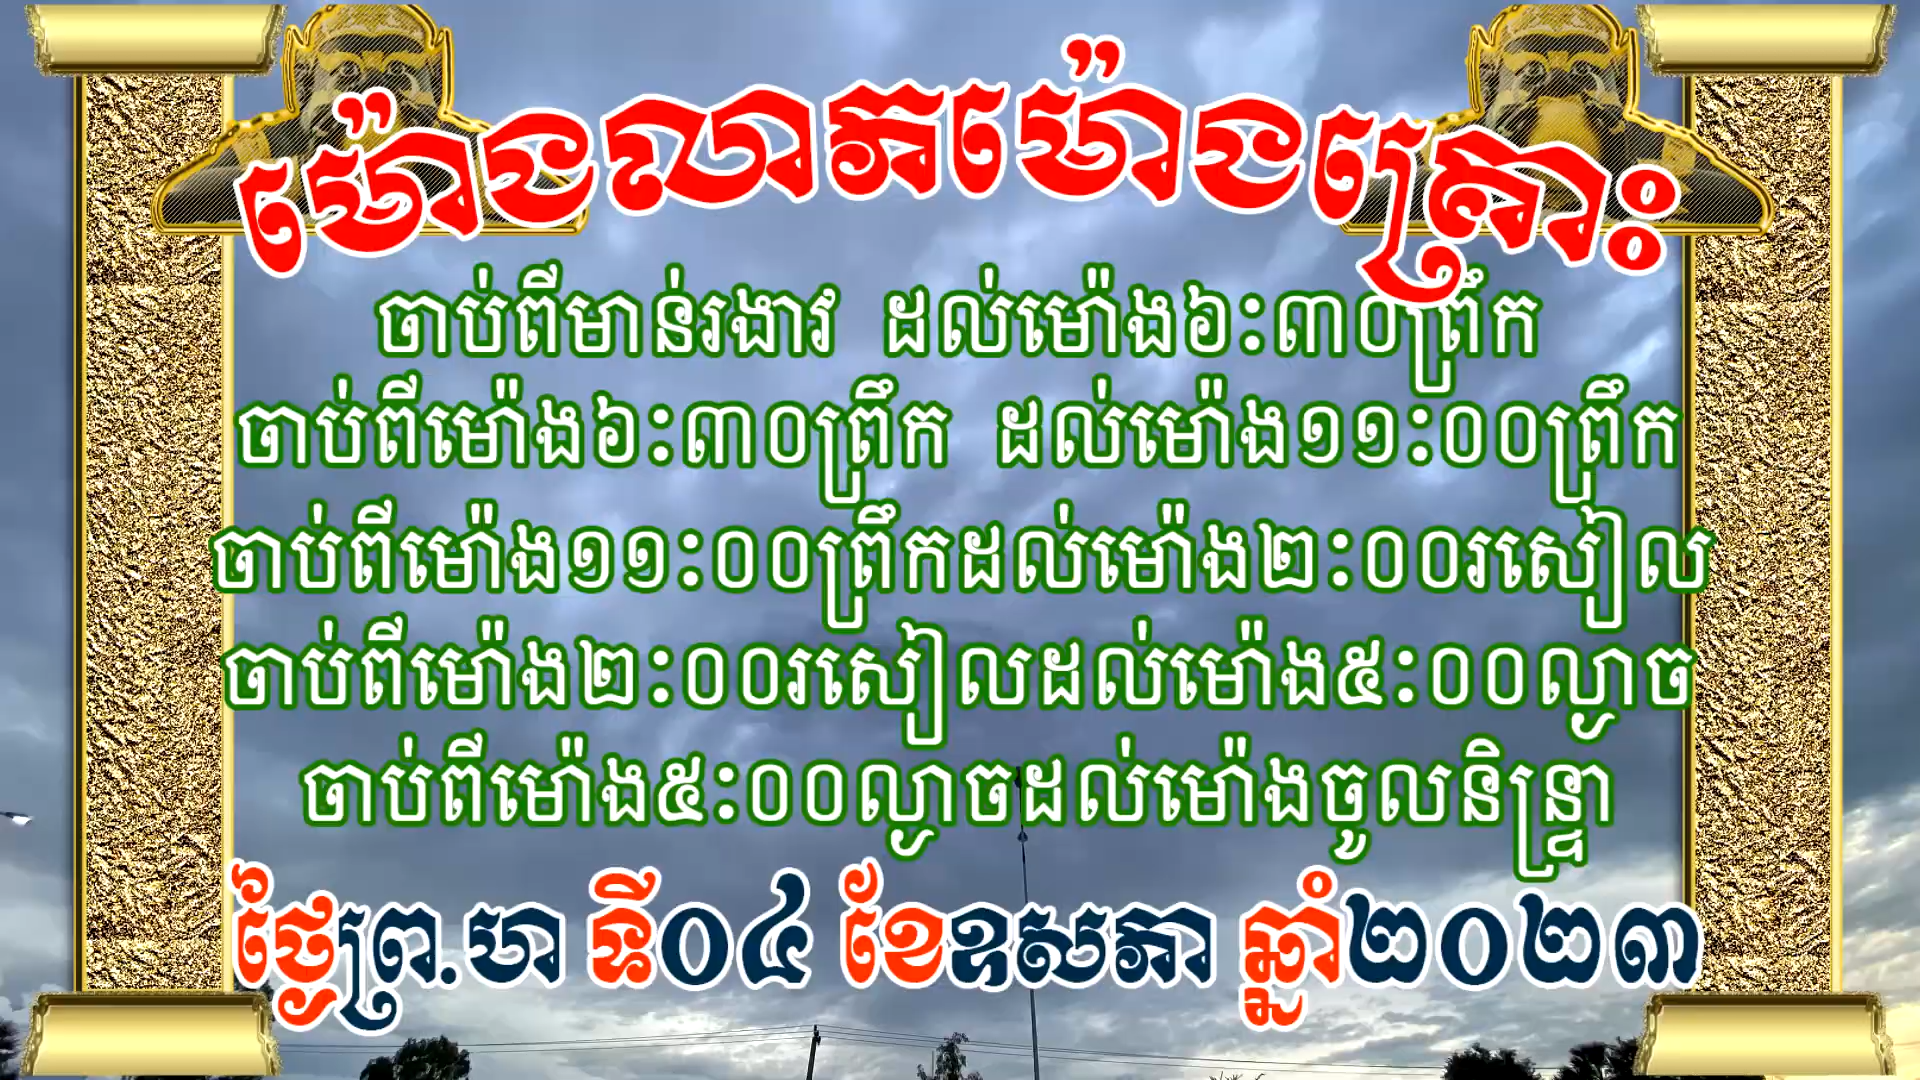 ម៉ោងលាភម៉ោងគ្រោះ
ចាប់ពីមាន់រងាវ ដល់ម៉ោង៦:៣០ព្រឹក
ចាប់ពីម៉ោង៦:៣០ព្រឹក ដល់ម៉ោង១១:០០ព្រឹក
ចាប់ពីម៉ោង១១:០០ព្រឹកដល់ម៉ោង២:០០រសៀល
ចាប់ពីម៉ោង២:០០រសៀលដល់ម៉ោង៥:០០ល្ងាច
ចាប់ពីម៉ោង៥:០០ល្ងាចដល់ម៉ោងចូលនិន្ទ្រា
ថ្ងៃព្រ.ហ ទី០៤ ខែឧសភា ឆ្នាំ២០២៣